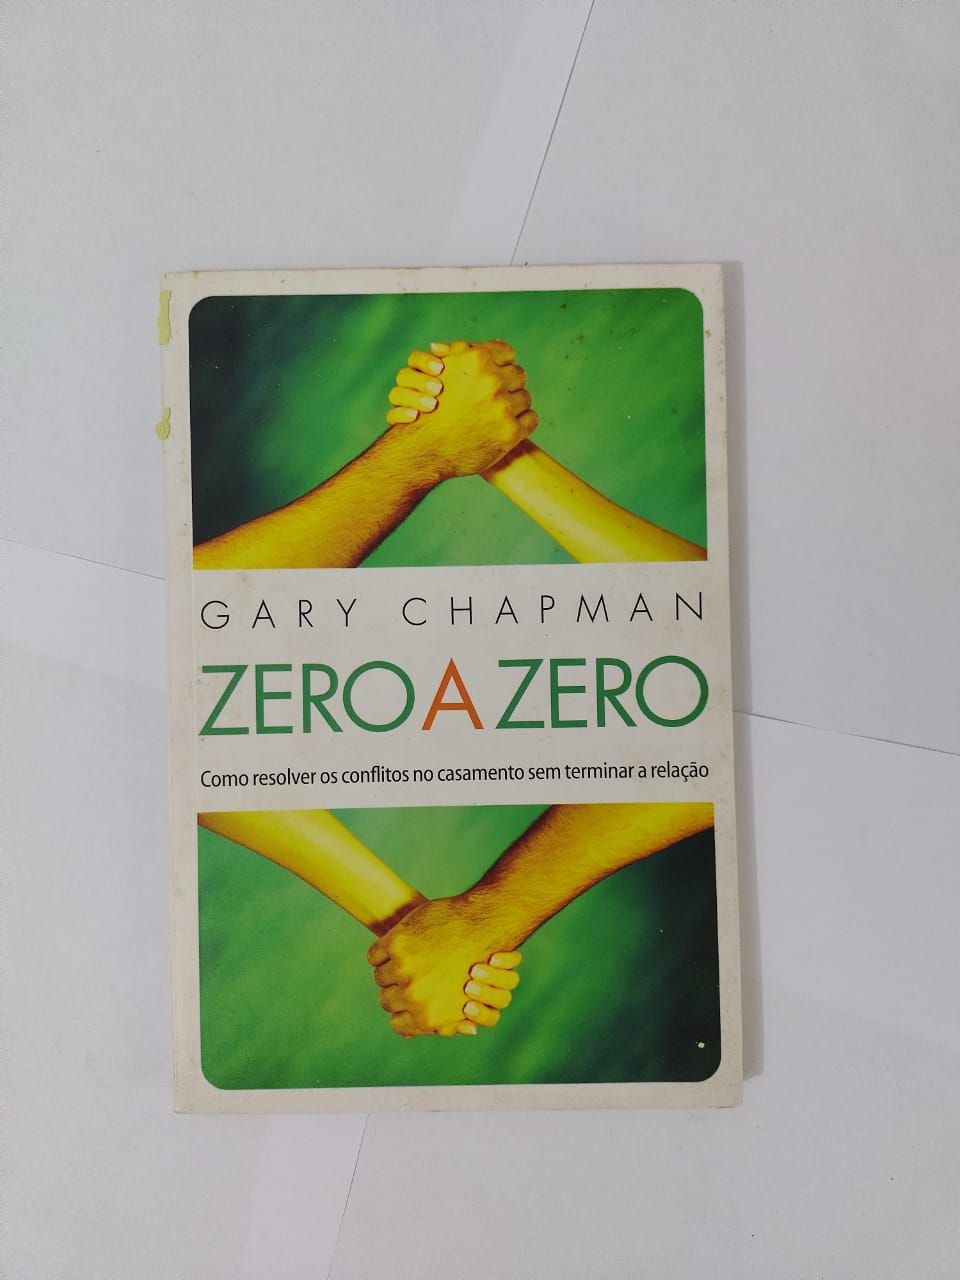 GARY CHAPMAN
ZERO A ZERO
Como resolver os conflitos no casamento sem terminar a relação